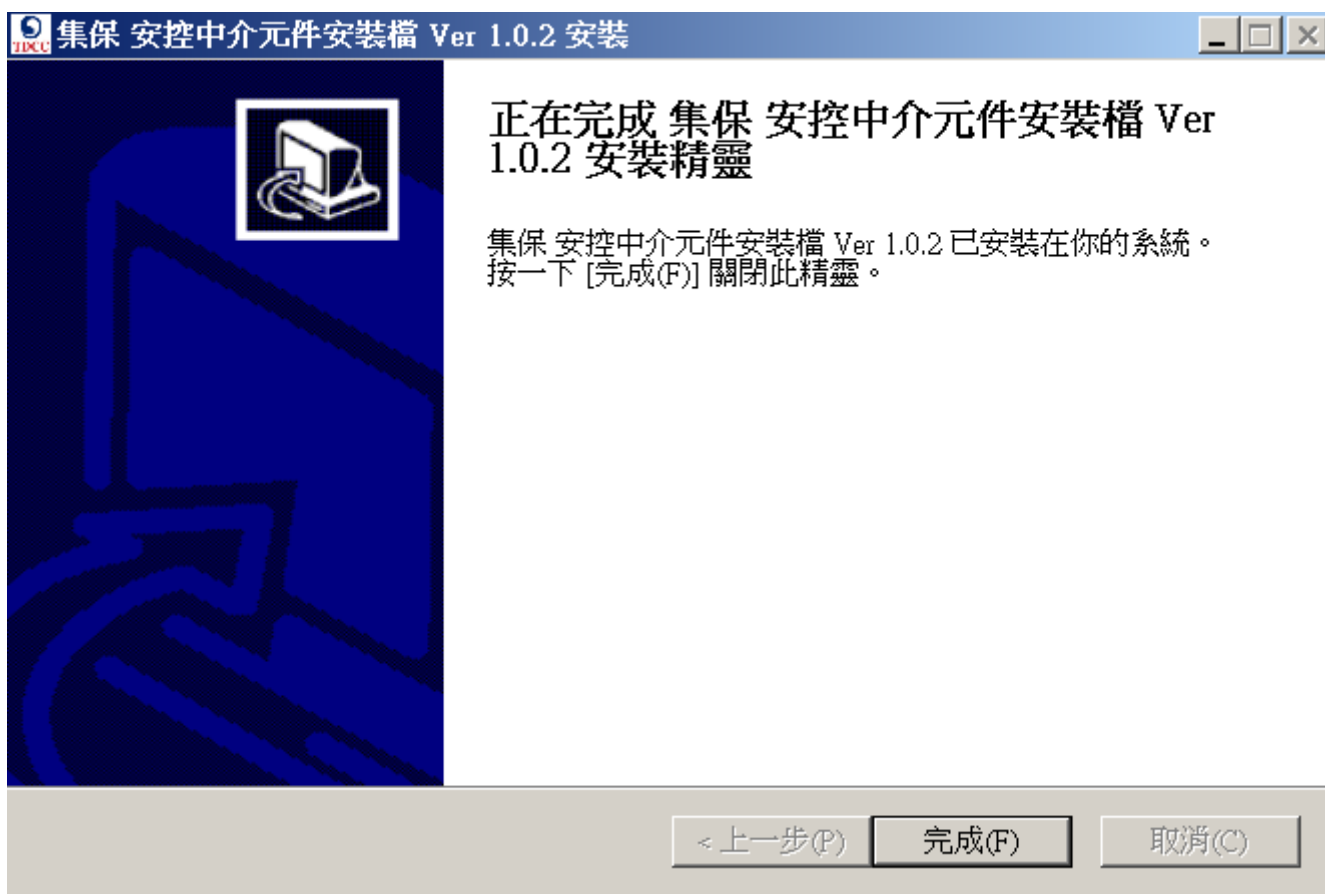 TDCC
集保 安控中介元件安裝檔 Ver 1.0.2 安裝
正在完成 集保 安控中介元件安裝檔 Ver
1.0.2 安裝精靈
集保 安控中介元件安裝檔 Ver 1.0.2 已安裝在你的系統。
按一下 [完成(F)] 關閉此精靈。
< 上一步(P)
完成(F)
取消(C)